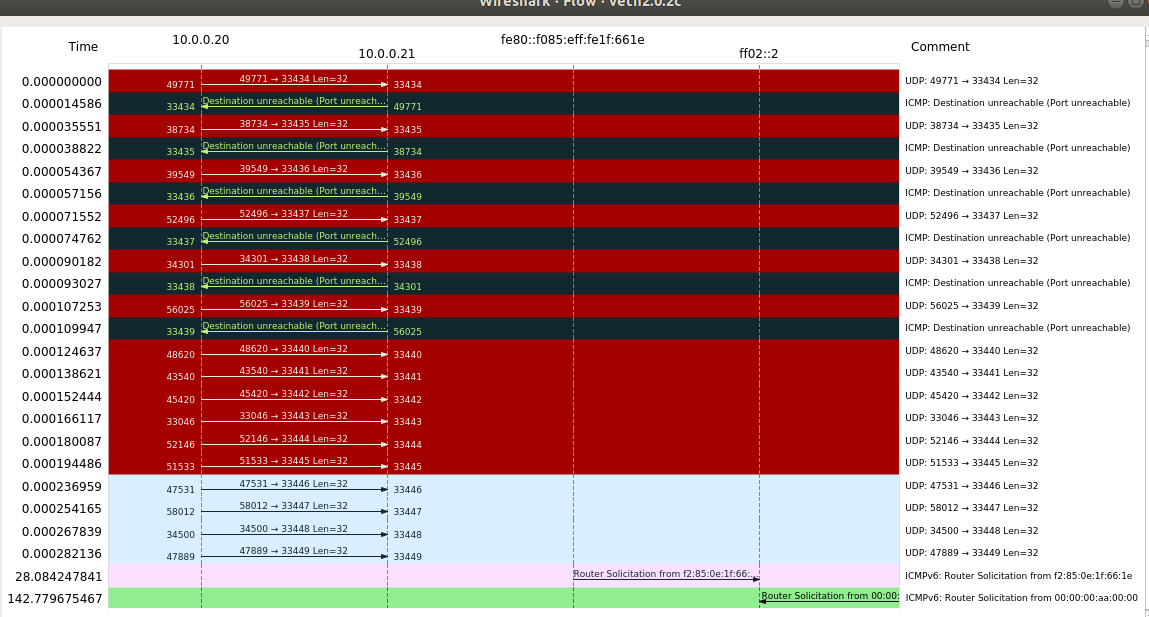 Wireshark · Flow · veth2.0.2c
Time 10.0.0.20 10.0.0.21 fe80::f085:eff:fe1f:661e ff02::2 Comment
0.000000000 49771 49771 → 33434 Len=32 33434 UDP: 49771 → 33434 Len=32
0.000014586 33434 Destination unreachable (Port unreach... 49771 ICMP: Destination unreachable (Port unreachable)
0.000035551 38734 38734 → 33435 Len=32 33435 UDP: 38734 → 33435 Len=32
0.000038822 33435 Destination unreachable (Port unreach... 38734 ICMP: Destination unreachable (Port unreachable)
0.000054367 39549 39549 → 33436 Len=32 33436 UDP: 39549 → 33436 Len=32
0.000057156 33436 Destination unreachable (Port unreach... 39549 ICMP: Destination unreachable (Port unreachable)
0.000071552 52496 52496 → 33437 Len=32 33437 UDP: 52496 → 33437 Len=32
0.000074762 33437 Destination unreachable (Port unreach... 52496 ICMP: Destination unreachable (Port unreachable)
0.000090182 34301 34301 → 33438 Len=32 33438 UDP: 34301 → 33438 Len=32
0.000093027 33438 Destination unreachable (Port unreach... 34301 ICMP: Destination unreachable (Port unreachable)
0.000107253 56025 56025 → 33439 Len=32 33439 UDP: 56025 → 33439 Len=32
0.000109947 33439 Destination unreachable (Port unreach... 56025 ICMP: Destination unreachable (Port unreachable)
0.000124637 48620 48620 → 33440 Len=32 33440 UDP: 48620 → 33440 Len=32
0.000138621 43540 43540 → 33441 Len=32 33441 UDP: 43540 → 33441 Len=32
0.000152444 45420 45420 → 33442 Len=32 33442 UDP: 45420 → 33442 Len=32
0.000166117 33046 33046 → 33443 Len=32 33443 UDP: 33046 → 33443 Len=32
0.000180087 52146 52146 → 33444 Len=32 33444 UDP: 52146 → 33444 Len=32
0.000194486 51533 51533 → 33445 Len=32 33445 UDP: 51533 → 33445 Len=32
0.000236959 47531 47531 → 33446 Len=32 33446 UDP: 47531 → 33446 Len=32
0.000254165 58012 58012 → 33447 Len=32 33447 UDP: 58012 → 33447 Len=32
0.000267839 34500 34500 → 33448 Len=32 33448 UDP: 34500 → 33448 Len=32
0.000282136 47889 47889 → 33449 Len=32 33449 UDP: 47889 → 33449 Len=32
28.084247841 Router Solicitation from f2:85:0e:1f:66:... ICMPv6: Router Solicitation from f2:85:0e:1f:66:1e
142.779675467 Router Solicitation from 00:00: ICMPv6: Router Solicitation from 00:00:00:aa:00:00